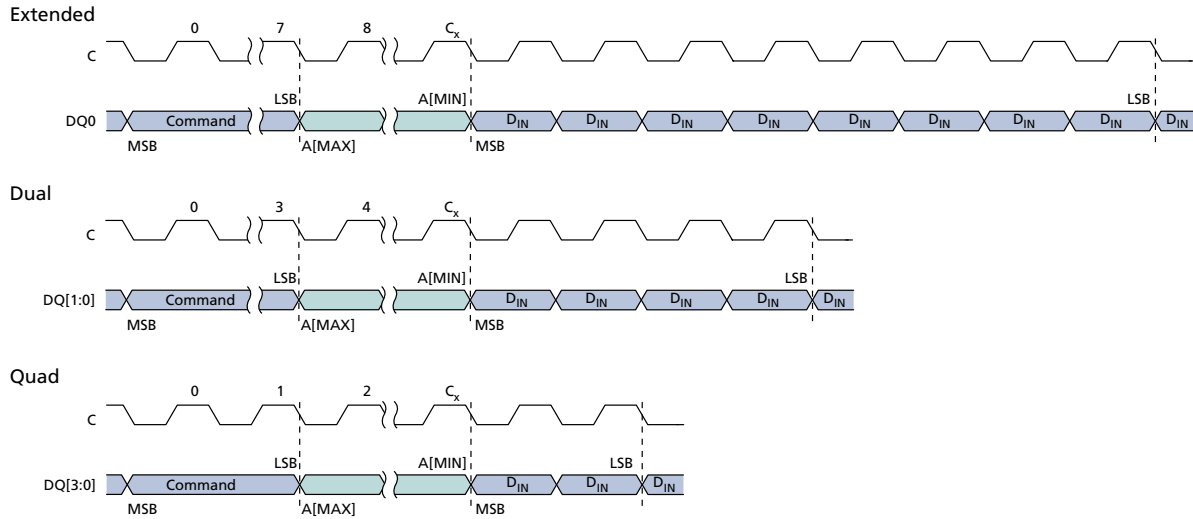 Extended
0 7 8 Cx
C
LSB A[MIN] LSB
DQ0 Command DIN DIN DIN DIN DIN DIN DIN DIN DIN
MSB A[MAX] MSB
Dual
0 3 4 Cx
C
LSB A[MIN] LSB
DQ[1:0] Command DIN DIN DIN DIN DIN
MSB A[MAX] MSB
Quad
0 1 2 Cx
C
LSB A[MIN] LSB
DQ[3:0] Command DIN DIN DIN
MSB A[MAX] MSB